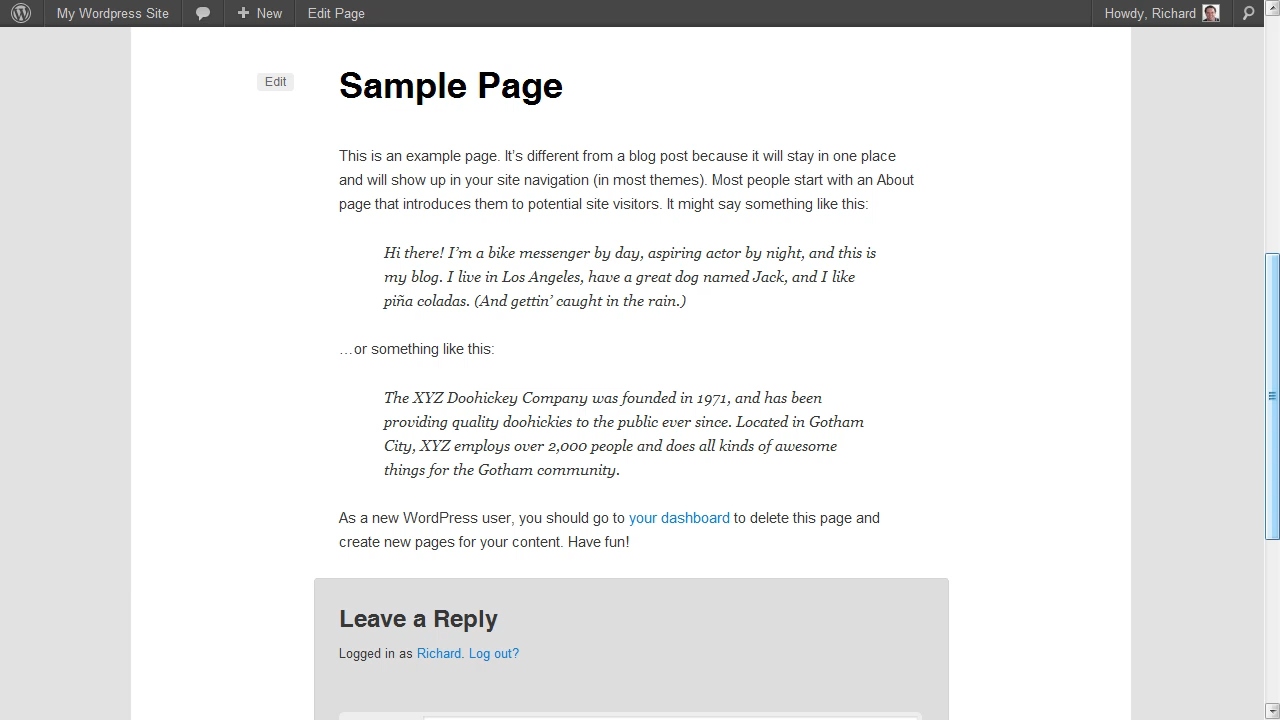 My Wordpress Site New Edit Page Howdy, Richard
Edit
Sample Page
This is an example page. It’s different from a blog post because it will stay in one place
and will show up in your site navigation (in most themes). Most people start with an About
page that introduces them to potential site visitors. It might say something like this:
Hi there! I’m a bike messenger by day, aspiring actor by night, and this is
my blog. I live in Los Angeles, have a great dog named Jack, and I like
piña coladas. (And gettin’ caught in the rain.)
…or something like this:
The XYZ Doohickey Company was founded in 1971, and has been
providing quality doohickies to the public ever since. Located in Gotham
City, XYZ employs over 2,000 people and does all kinds of awesome
things for the Gotham community.
As a new WordPress user, you should go to your dashboard to delete this page and
create new pages for your content. Have fun!
Leave a Reply
Logged in as Richard. Log out?